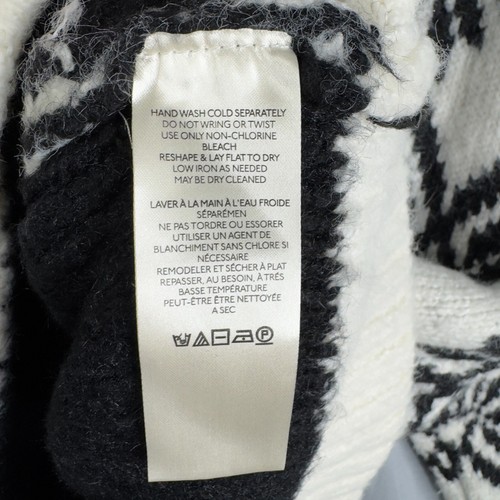 HAND WASH COLD SEPARATELY
DO NOT WRING OR TWIST
USE ONLY NON-CHLORINE
BLEACH
RESHAPE & LAY FLAT TO DRY
LOW IRON AS NEEDED
MAY BE DRY CLEANED
LAVER À LA MAIN À L'EAU FROIDE
SÉPARÉMEN
NE PAS TORDRE OU ESSORER
UTILISER UN AGENT DE
BLANCHIMENT SANS CHLORE SI
NÉCESSAIRE
REMODELER ET SÉCHER À PLAT
REPASSER, AU BESOIN, À TRÉS
BASSE TEMPÉRATURE
PEUT-ÊTRE ÊTRE NETTOYÉE
A SEC